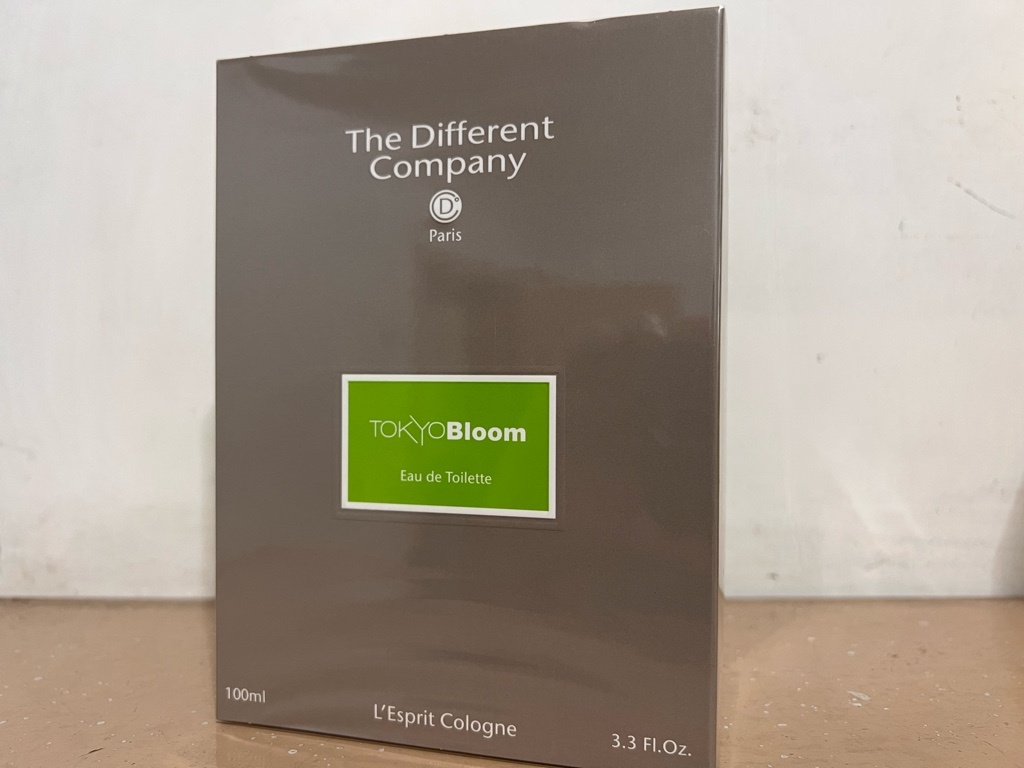 The Different
Company
D
Paris
TOKYOBloom
Eau de Toilette
100ml
L'Esprit Cologne
3.3 Fl.Oz.